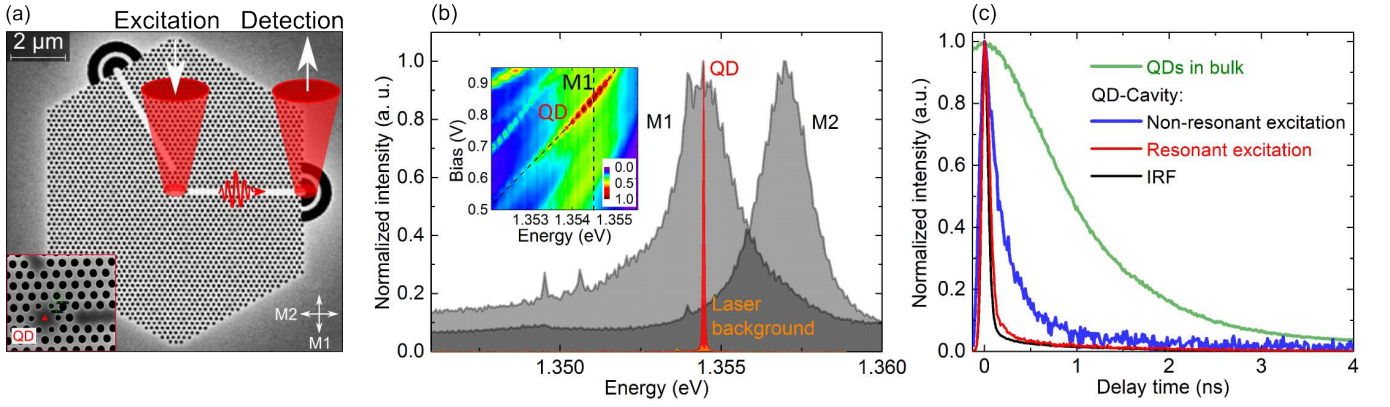 (a)
Excitation Detection
2 μm
QD
M2
M1
(b)
Normalized intensity (a. u.)
1.0
0.8
0.6
0.4
0.2
0.0
QD
M1
M2
Laser
background
1.350
1.355
1.360
Energy (eV)
Bias (V)
0.9
0.8
0.7
0.6
0.5
M1
QD
0.0
0.5
1.0
1.353 1.354 1.355
Energy (eV)
(c)
Normalized intensity (a.u.)
1.0
0.8
0.6
0.4
0.2
0.0
QDs in bulk
QD-Cavity:
Non-resonant excitation
Resonant excitation
IRF
0 1 2 3 4
Delay time (ns)